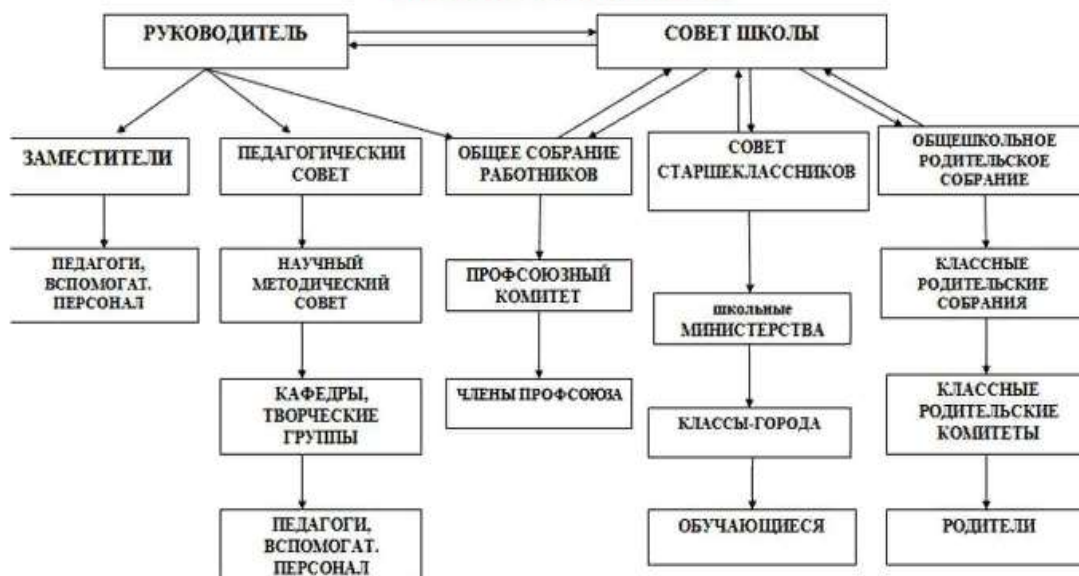 РУКОВОДИТЕЛЬ
СОВЕТ ШКОЛЫ
ЗАМЕСТИТЕЛИ
ПЕДАГОГИЧЕСКИЙ
СОВЕТ
ОБЩЕЕ СОБРАНИЕ
РАБОТНИКОВ
СОВЕТ
СТАРШЕКЛАССНИКОВ
ОБЩЕШКОЛЬНОЕ
РОДИТЕЛЬСКОЕ
СОБРАНИЕ
ПЕДАГОГИ,
ВСПОМОГАТ.
ПЕРСОНАЛ
НАУЧНЫЙ
МЕТОДИЧЕСКИЙ
СОВЕТ
ПРОФСОЮЗНЫЙ
КОМИТЕТ
школьные
МИНИСТЕРСТВА
КЛАССНЫЕ
РОДИТЕЛЬСКИЕ
СОБРАНИЯ
КАФЕДРЫ,
ТВОРЧЕСКИЕ
ГРУППЫ
ЧЛЕНЫ ПРОФСОЮЗА
КЛАССЫ-ГОРОДА
КЛАССНЫЕ
РОДИТЕЛЬСКИЕ
КОМИТЕТЫ
ПЕДАГОГИ,
ВСПОМОГАТ.
ПЕРСОНАЛ
ОБУЧАЮЩИЕСЯ
РОДИТЕЛИ